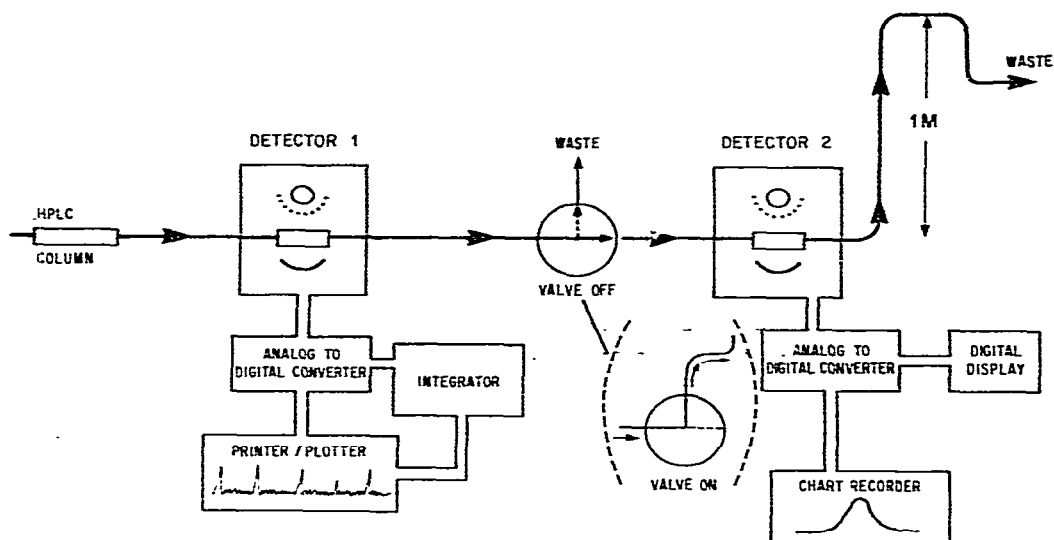 WASTE
1M
DETECTOR 1
WASTE
DETECTOR 2
HPLC
COLUMN
VALVE OFF
ANALOG TO
DIGITAL CONVERTER
INTEGRATOR
ANALOG TO
DIGITAL CONVERTER
DIGITAL
DISPLAY
PRINTER / PLOTTER
VALVE ON
CHART RECORDER